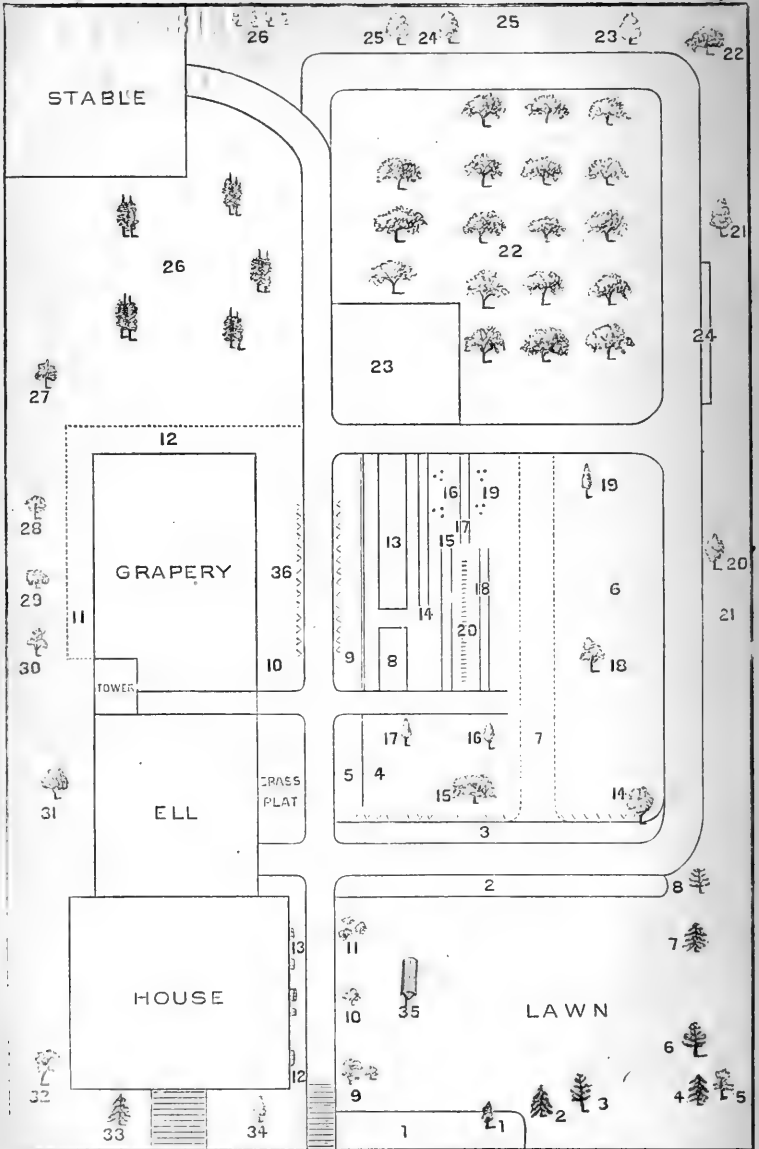 26 25 24 25 23 22
STABLE
21
26
22
24
23
27
12
16 19 19
28 17
13 15
GRAPERY 36 20
29 18 6
14 21
11 20
30 10 9 8 18
TOWER
17 16 7
GRASS
5 4
31 PLAT 15 14
ELL
3
2 8
11 7
13
HOUSE 10 35 LAWN
6
32 12 9 4 5
3
2
33 34 1 1